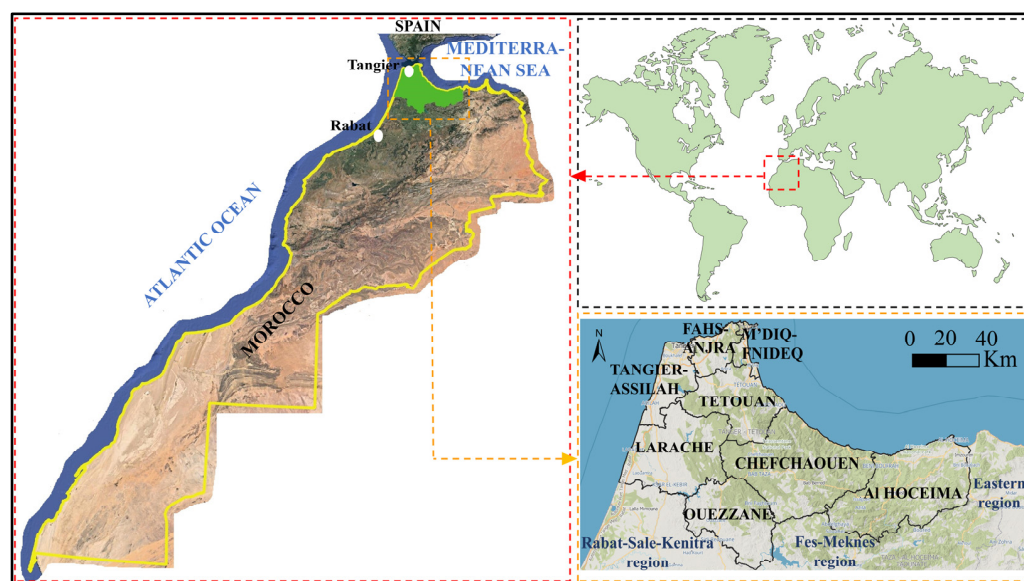 SPAIN
MEDITERRA-
NEAN SEA
Tangier
Rabat
ATLANTIC OCEAN
MOROCCO
N
FAHS-
ANJRA
M'DIQ-
FNIDEQ
0 20 40
Km
TANGIER-
ASSILAH
TETOUAN
LARACHE
CHEFCHAOUEN
Al HOCEIMA
Eastern
region
OUEZZANE
Rabat-Sale-Kenitra
region
Fes-Meknes
region